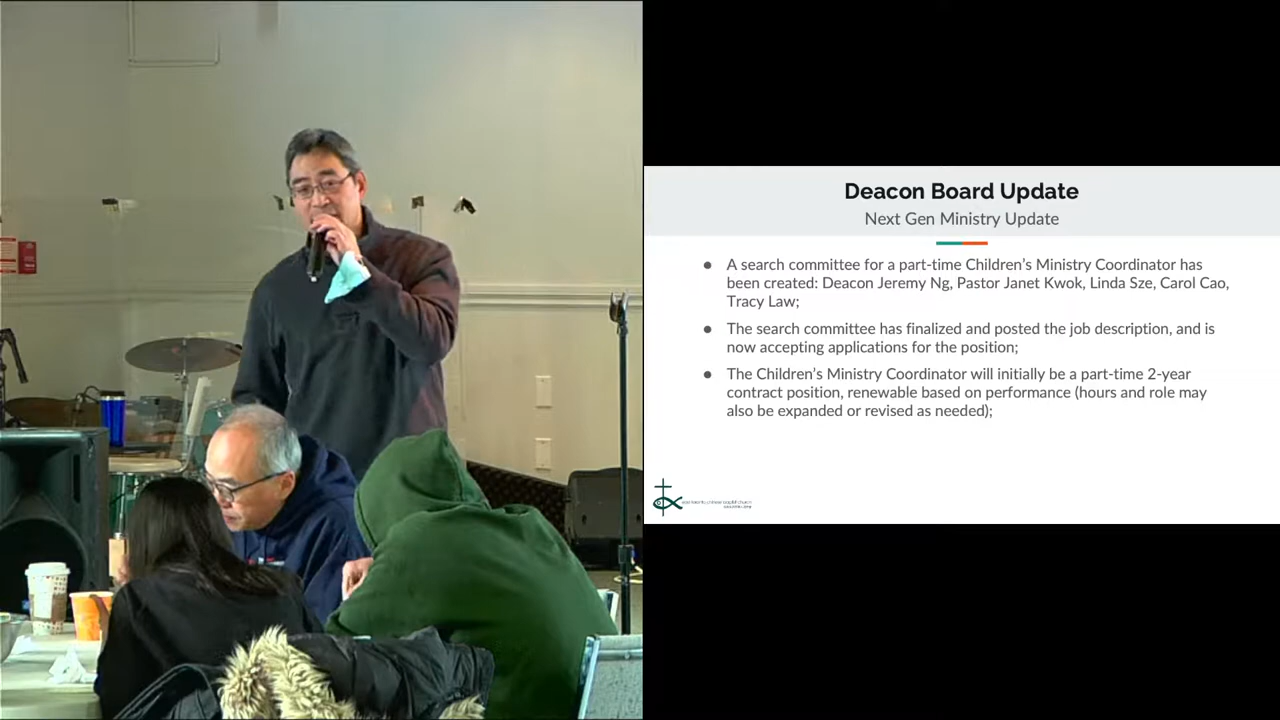 Deacon Board Update
Next Gen Ministry Update
● A search committee for a part-time Children’s Ministry Coordinator has
been created: Deacon Jeremy Ng, Pastor Janet Kwok, Linda Sze, Carol Cao,
Tracy Law;
● The search committee has finalized and posted the job description, and is
now accepting applications for the position;
● The Children’s Ministry Coordinator will initially be a part-time 2-year
contract position, renewable based on performance (hours and role may
also be expanded or revised as needed);